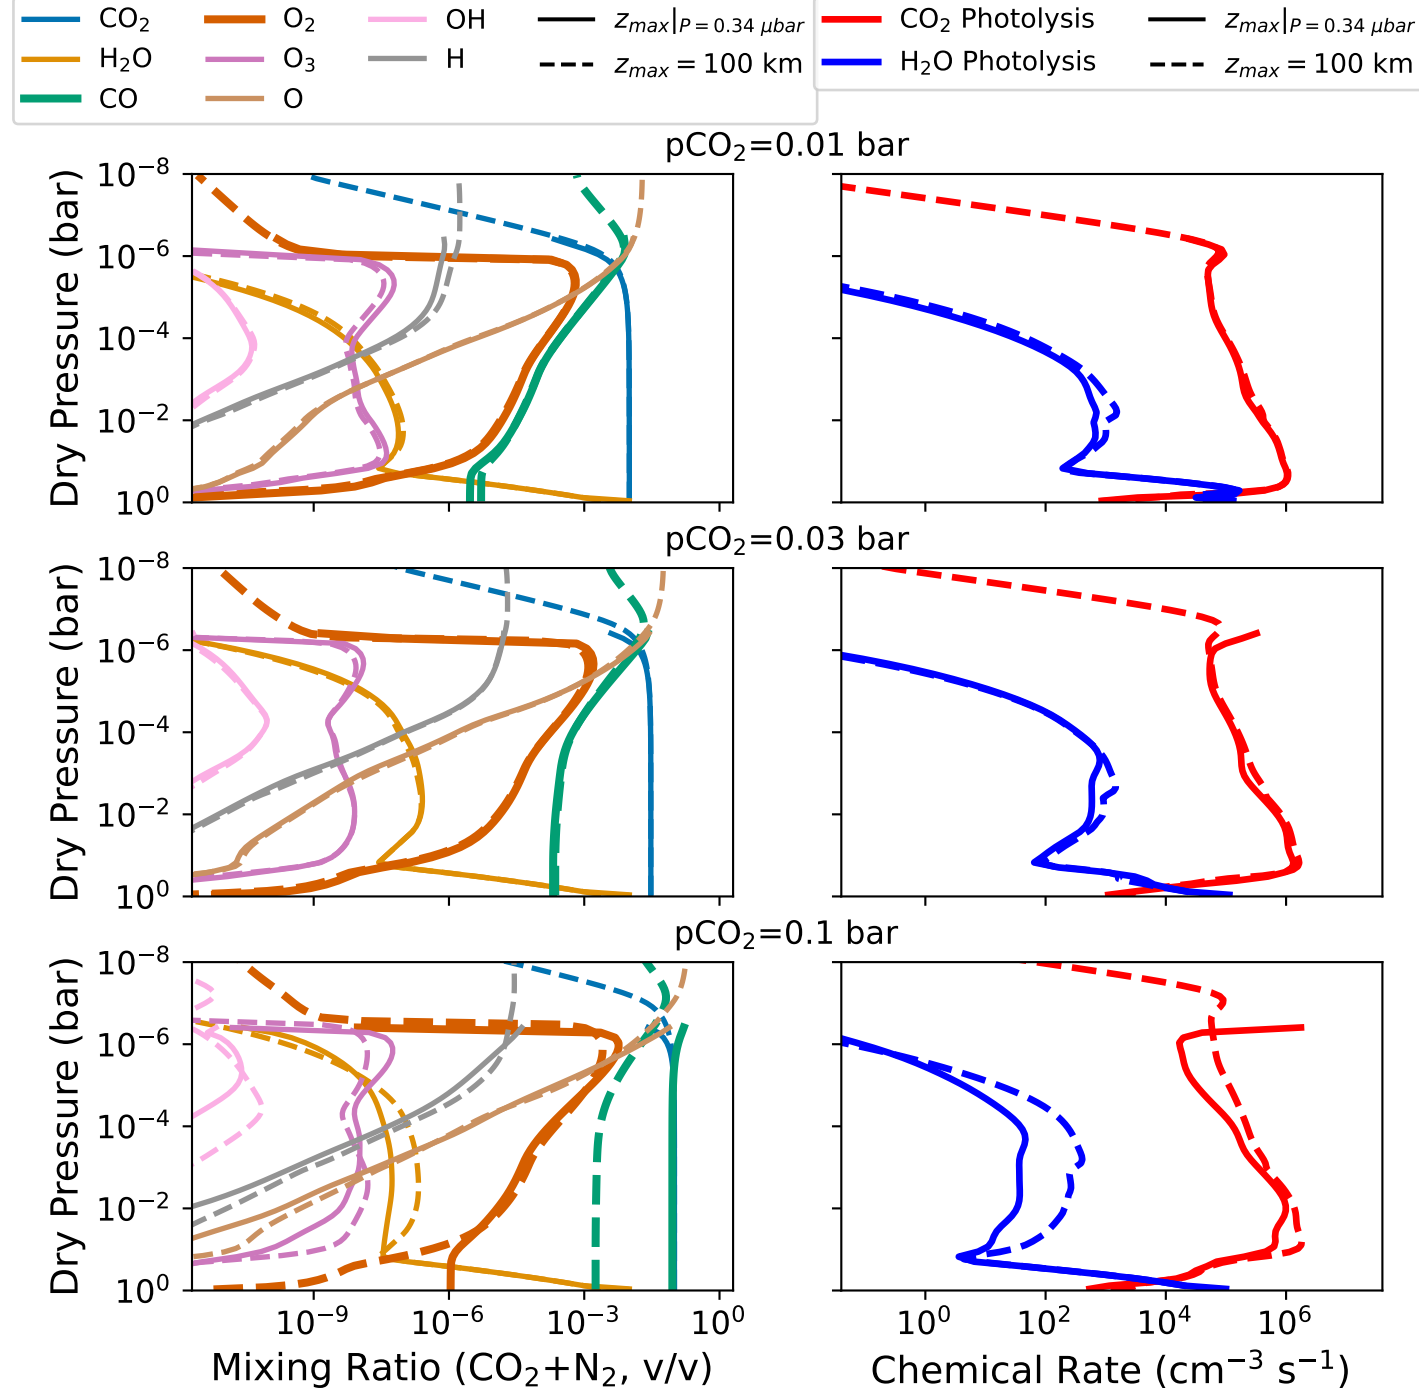 CO₂ O₂ OH z_max|P = 0.34 μbar
H₂O O₃ H z_max = 100 km
CO O
CO₂ Photolysis z_max|P = 0.34 μbar
H₂O Photolysis z_max = 100 km
pCO₂=0.01 bar
Dry Pressure (bar)
10⁻⁸
10⁻⁶
10⁻⁴
10⁻²
10⁰
pCO₂=0.03 bar
Dry Pressure (bar)
10⁻⁸
10⁻⁶
10⁻⁴
10⁻²
10⁰
pCO₂=0.1 bar
Dry Pressure (bar)
10⁻⁸
10⁻⁶
10⁻⁴
10⁻²
10⁰
10⁻⁹ 10⁻⁶ 10⁻³ 10⁰
Mixing Ratio (CO₂+N₂, v/v)
10⁰ 10² 10⁴ 10⁶
Chemical Rate (cm⁻³ s⁻¹)